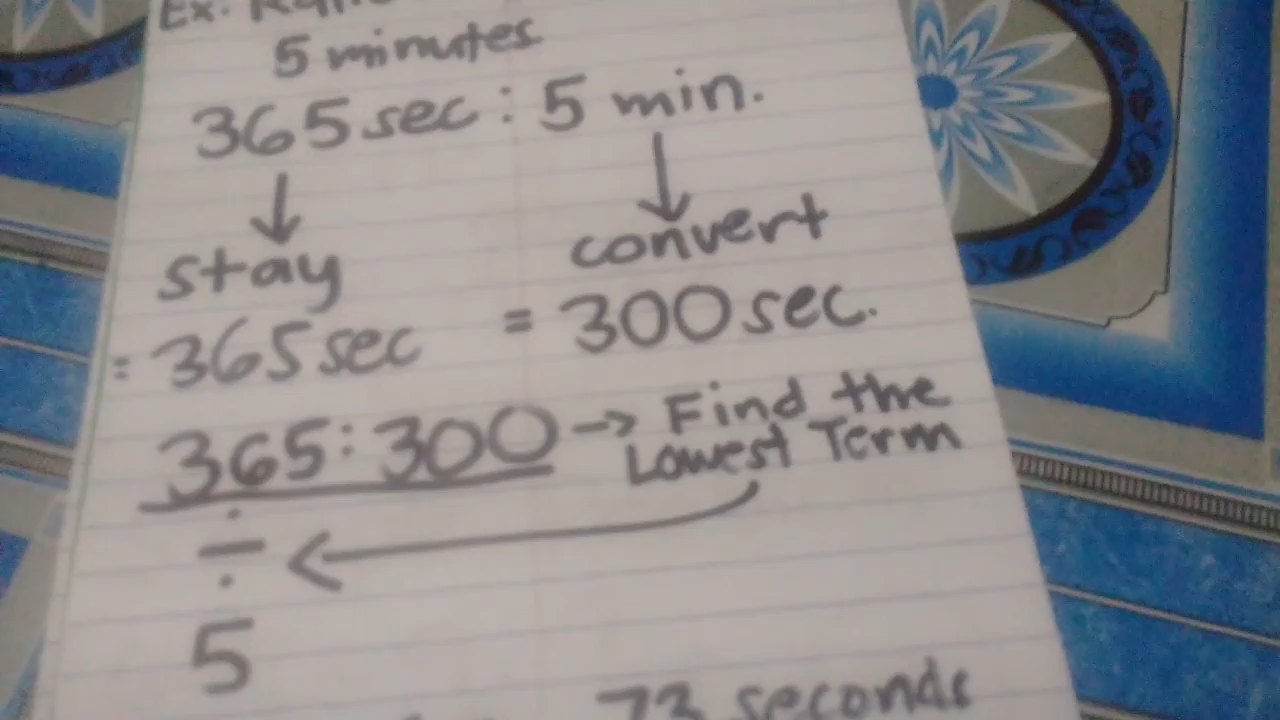 Ex:
5 minutes
365 sec : 5 min.
↓ ↓
stay convert
= 365 sec = 300 sec.
365 : 300 → Find the
Lowest Term
÷
5
73 seconds